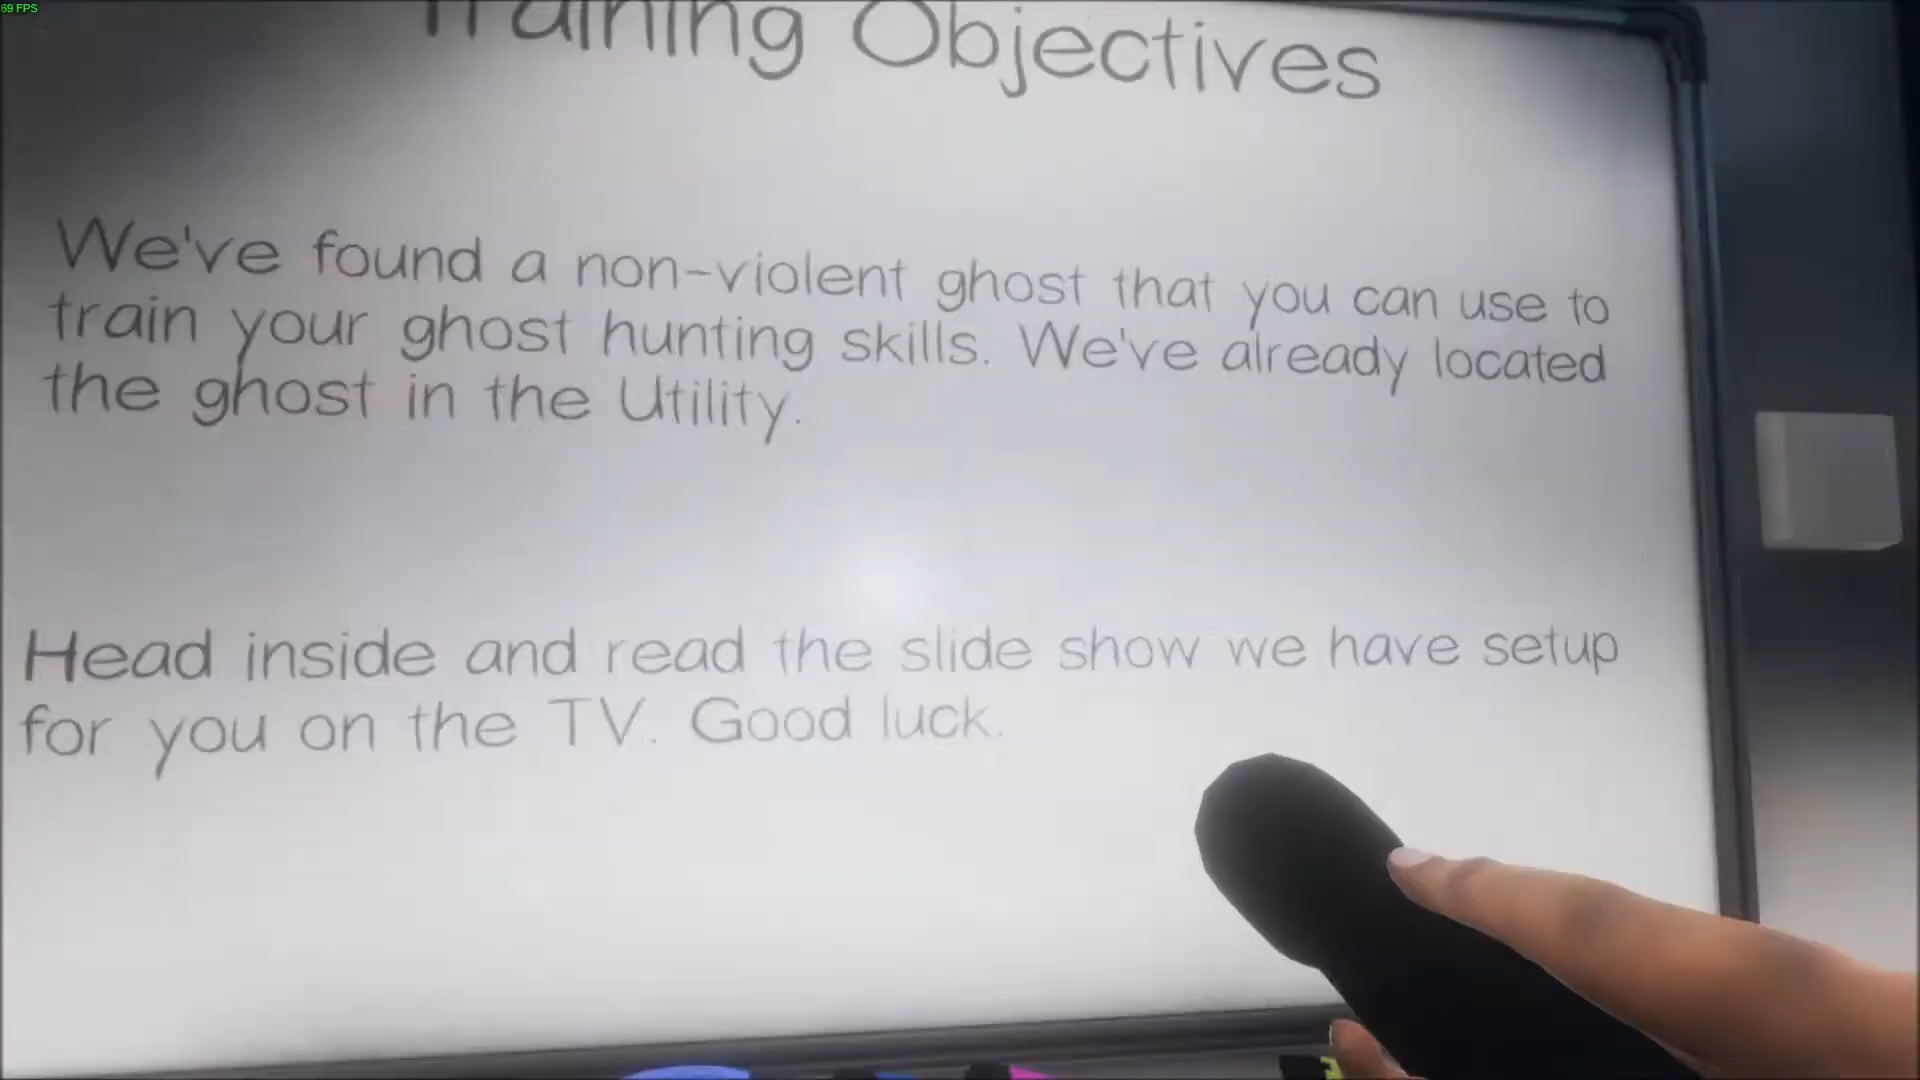 69 FPS
Training Objectives
We've found a non-violent ghost that you can use to
train your ghost hunting skills. We've already located
the ghost in the Utility.
Head inside and read the slide show we have setup
for you on the TV. Good luck.